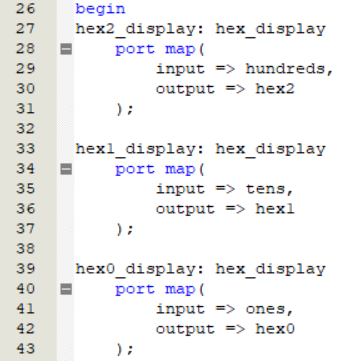 26 begin
27 hex2_display: hex_display
28     port map(
29         input => hundreds,
30         output => hex2
31     );
32
33 hex1_display: hex_display
34     port map(
35         input => tens,
36         output => hex1
37     );
38
39 hex0_display: hex_display
40     port map(
41         input => ones,
42         output => hex0
43     );